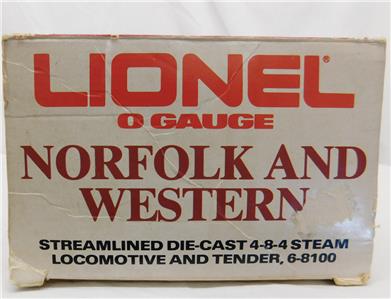 LIONEL®
O GAUGE
NORFOLK AND
WESTERN
STREAMLINED DIE-CAST 4-8-4 STEAM
LOCOMOTIVE AND TENDER, 6-8100